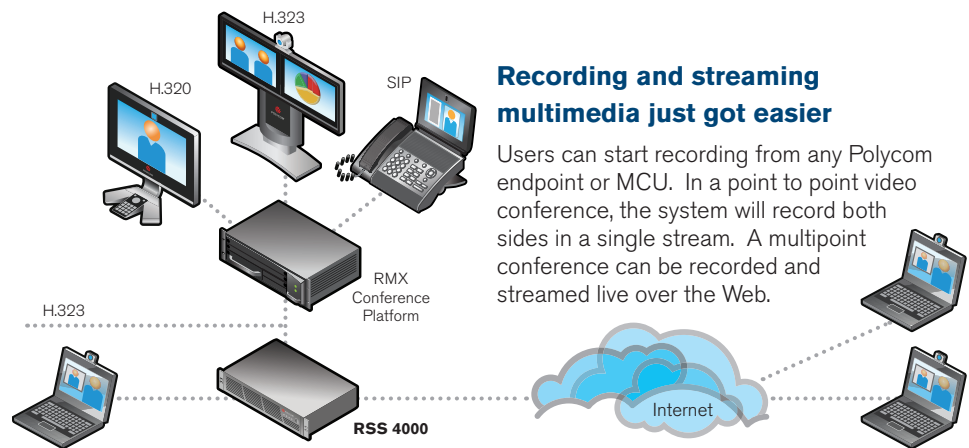 H.323
H.320
SIP
Recording and streaming
multimedia just got easier
Users can start recording from any Polycom
endpoint or MCU.  In a point to point video
conference, the system will record both
sides in a single stream.  A multipoint
conference can be recorded and
streamed live over the Web.
RMX
Conference
Platform
H.323
Internet
RSS 4000